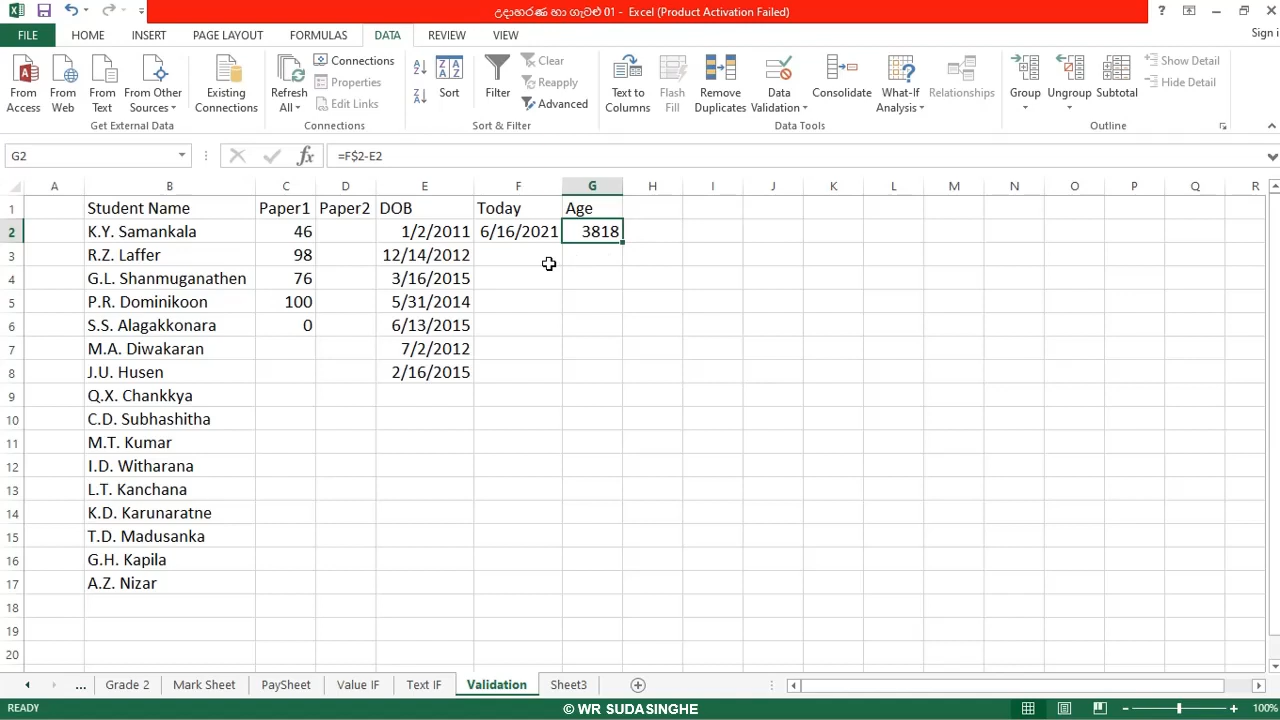 උදාහරණ හා ගැටළු 01 - Excel (Product Activation Failed)
FILE HOME INSERT PAGE LAYOUT FORMULAS DATA REVIEW VIEW Sign i
From Access
From Web
From Text
From Other Sources
Existing Connections
Get External Data
Refresh All
Connections
Properties
Edit Links
Connections
Sort
Filter
Clear
Reapply
Advanced
Sort & Filter
Text to Columns
Flash Fill
Remove Duplicates
Data Validation
Consolidate
What-If Analysis
Relationships
Data Tools
Group
Ungroup
Subtotal
Show Detail
Hide Detail
Outline
G2 fx =F$2-E2
A B C D E F G H I J K L M N O P Q R
1 Student Name Paper1 Paper2 DOB Today Age
2 K.Y. Samankala 46 1/2/2011 6/16/2021 3818
3 R.Z. Laffer 98 12/14/2012
4 G.L. Shanmuganathen 76 3/16/2015
5 P.R. Dominikoon 100 5/31/2014
6 S.S. Alagakkonara 0 6/13/2015
7 M.A. Diwakaran 7/2/2012
8 J.U. Husen 2/16/2015
9 Q.X. Chankkya
10 C.D. Subhashitha
11 M.T. Kumar
12 I.D. Witharana
13 L.T. Kanchana
14 K.D. Karunaratne
15 T.D. Madusanka
16 G.H. Kapila
17 A.Z. Nizar
18
19
20
... Grade 2 Mark Sheet PaySheet Value IF Text IF Validation Sheet3
READY © WR SUDASINGHE 100%